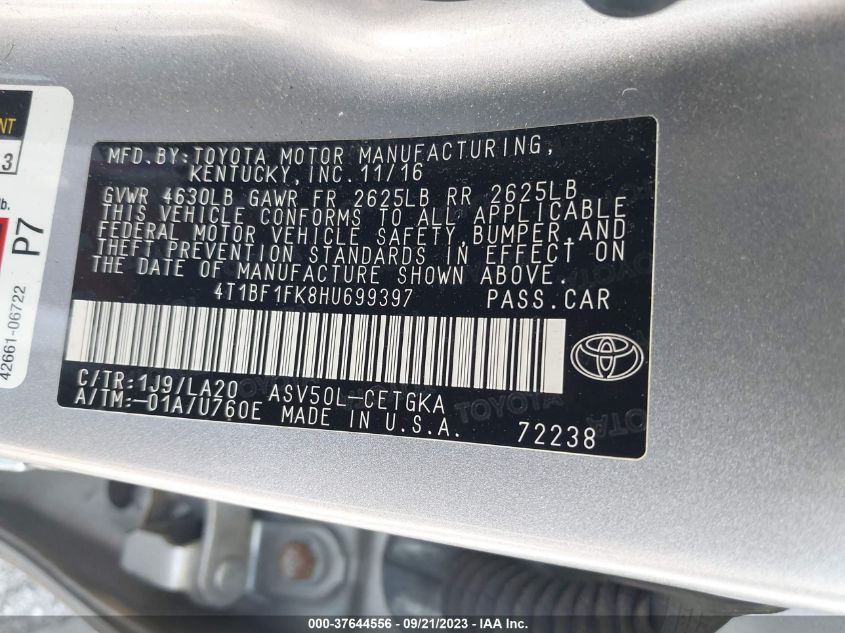 NT
3
lb.
P7
42661-06722
MFD.BY:TOYOTA MOTOR MANUFACTURING,
KENTUCKY, INC.11/16
GVWR 4630LB GAWR FR 2625LB RR 2625LB
THIS VEHICLE CONFORMS TO ALL APPLICABLE
FEDERAL MOTOR VEHICLE SAFETY,BUMPER,AND
THEFT PREVENTION STANDARDS IN EFFECT ON
THE DATE OF MANUFACTURE SHOWN ABOVE.
4T1BF1FK8HU699397 PASS.CAR
C/TR:1J9/LA20 ASV50L-CETGKA
A/TM:-01A/U760E MADE IN U.S.A. 72238
000-37644556 / 09/21/2023 / IAA Inc.